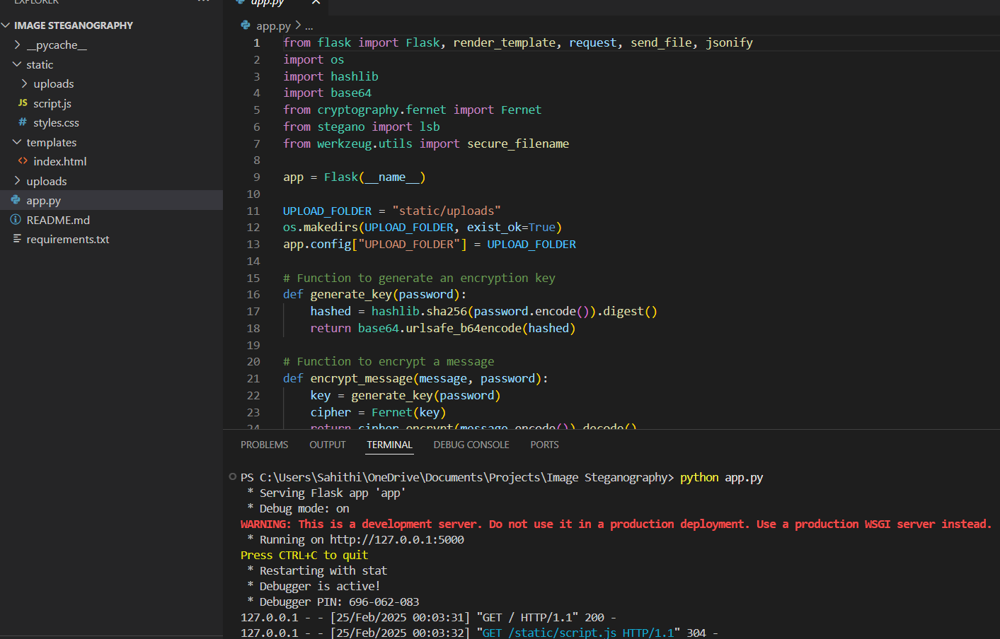 EXPLORER
...
IMAGE STEGANOGRAPHY
__pycache__
static
uploads
JS script.js
# styles.css
templates
<> index.html
uploads
app.py
README.md
requirements.txt
app.py
app.py > ...
1 from flask import Flask, render_template, request, send_file, jsonify
2 import os
3 import hashlib
4 import base64
5 from cryptography.fernet import Fernet
6 from stegano import lsb
7 from werkzeug.utils import secure_filename
8
9 app = Flask(__name__)
10
11 UPLOAD_FOLDER = "static/uploads"
12 os.makedirs(UPLOAD_FOLDER, exist_ok=True)
13 app.config["UPLOAD_FOLDER"] = UPLOAD_FOLDER
14
15 # Function to generate an encryption key
16 def generate_key(password):
17     hashed = hashlib.sha256(password.encode()).digest()
18     return base64.urlsafe_b64encode(hashed)
19
20 # Function to encrypt a message
21 def encrypt_message(message, password):
22     key = generate_key(password)
23     cipher = Fernet(key)
24     return cipher.encrypt(message.encode()).decode()
PROBLEMS OUTPUT TERMINAL DEBUG CONSOLE PORTS
PS C:\Users\Sahithi\OneDrive\Documents\Projects\Image Steganography> python app.py
* Serving Flask app 'app'
* Debug mode: on
WARNING: This is a development server. Do not use it in a production deployment. Use a production WSGI server instead.
* Running on http://127.0.0.1:5000
Press CTRL+C to quit
* Restarting with stat
* Debugger is active!
* Debugger PIN: 696-062-083
127.0.0.1 - - [25/Feb/2025 00:03:31] "GET / HTTP/1.1" 200 -
127.0.0.1 - - [25/Feb/2025 00:03:32] "GET /static/script.js HTTP/1.1" 304 -